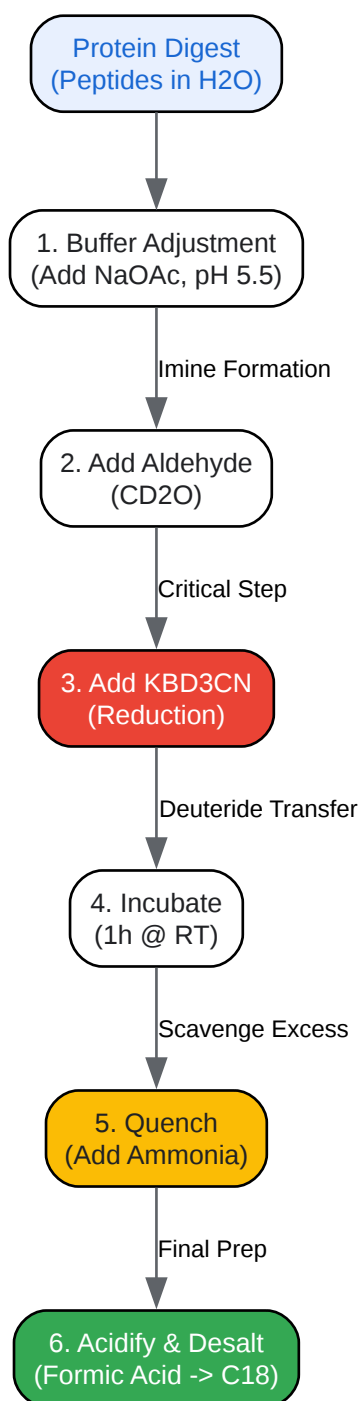 Protein Digest
(Peptides in H2O)
1. Buffer Adjustment
(Add NaOAc, pH 5.5)
Imine Formation
2. Add Aldehyde
(CD2O)
Critical Step
3. Add KBD3CN
(Reduction)
Deuteride Transfer
4. Incubate
(1h @ RT)
Scavenge Excess
5. Quench
(Add Ammonia)
Final Prep
6. Acidify & Desalt
(Formic Acid -> C18)